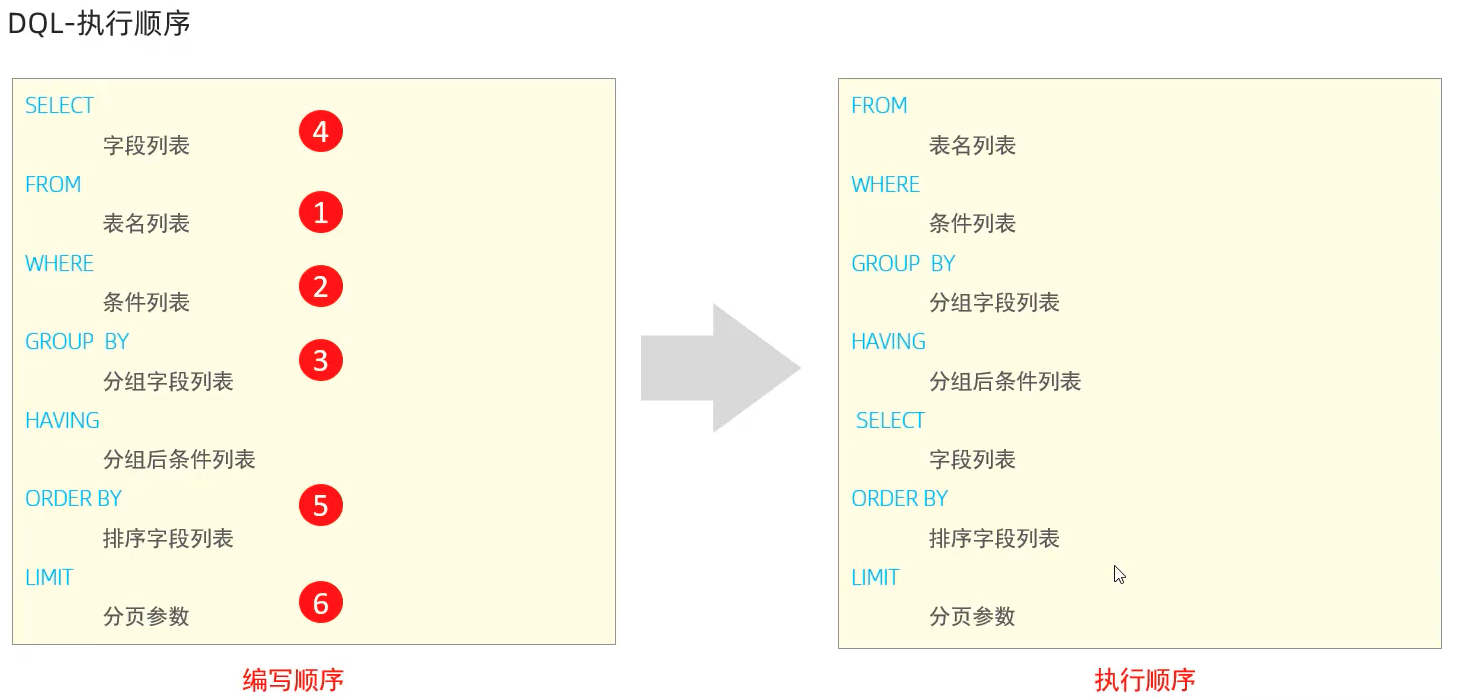 DQL-执行顺序
SELECT
4
字段列表
FROM
1
表名列表
WHERE
2
条件列表
GROUP BY
3
分组字段列表
HAVING
分组后条件列表
ORDER BY
5
排序字段列表
LIMIT
6
分页参数
编写顺序
FROM
表名列表
WHERE
条件列表
GROUP BY
分组字段列表
HAVING
分组后条件列表
SELECT
字段列表
ORDER BY
排序字段列表
LIMIT
分页参数
执行顺序